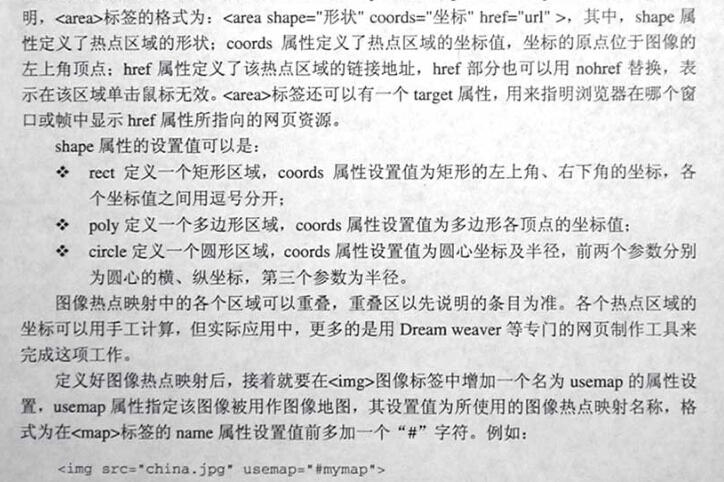 明，<area>标签的格式为：<area shape="形状" coords="坐标" href="url" >，其中，shape 属
性定义了热点区域的形状；coords 属性定义了热点区域的坐标值，坐标的原点位于图像的
左上角顶点；href 属性定义了该热点区域的链接地址，href 部分也可以用 nohref 替换，表
示在该区域单击鼠标无效。<area>标签还可以有一个 target 属性，用来指明浏览器在哪个窗
口或帧中显示 href 属性所指向的网页资源。
shape 属性的设置值可以是：
❖ rect 定义一个矩形区域，coords 属性设置值为矩形的左上角、右下角的坐标，各
个坐标值之间用逗号分开；
❖ poly 定义一个多边形区域，coords 属性设置值为多边形各顶点的坐标值；
❖ circle 定义一个圆形区域，coords 属性设置值为圆心坐标及半径，前两个参数分别
为圆心的横、纵坐标，第三个参数为半径。
图像热点映射中的各个区域可以重叠，重叠区以先说明的条目为准。各个热点区域的
坐标可以用手工计算，但实际应用中，更多的是用 Dream weaver 等专门的网页制作工具来
完成这项工作。
定义好图像热点映射后，接着就要在<img>图像标签中增加一个名为 usemap 的属性设
置，usemap 属性指定该图像被用作图像地图，其设置值为所使用的图像热点映射名称，格
式为在<map>标签的 name 属性设置值前多加一个“#”字符。例如：
<img src="china.jpg" usemap="#mymap">